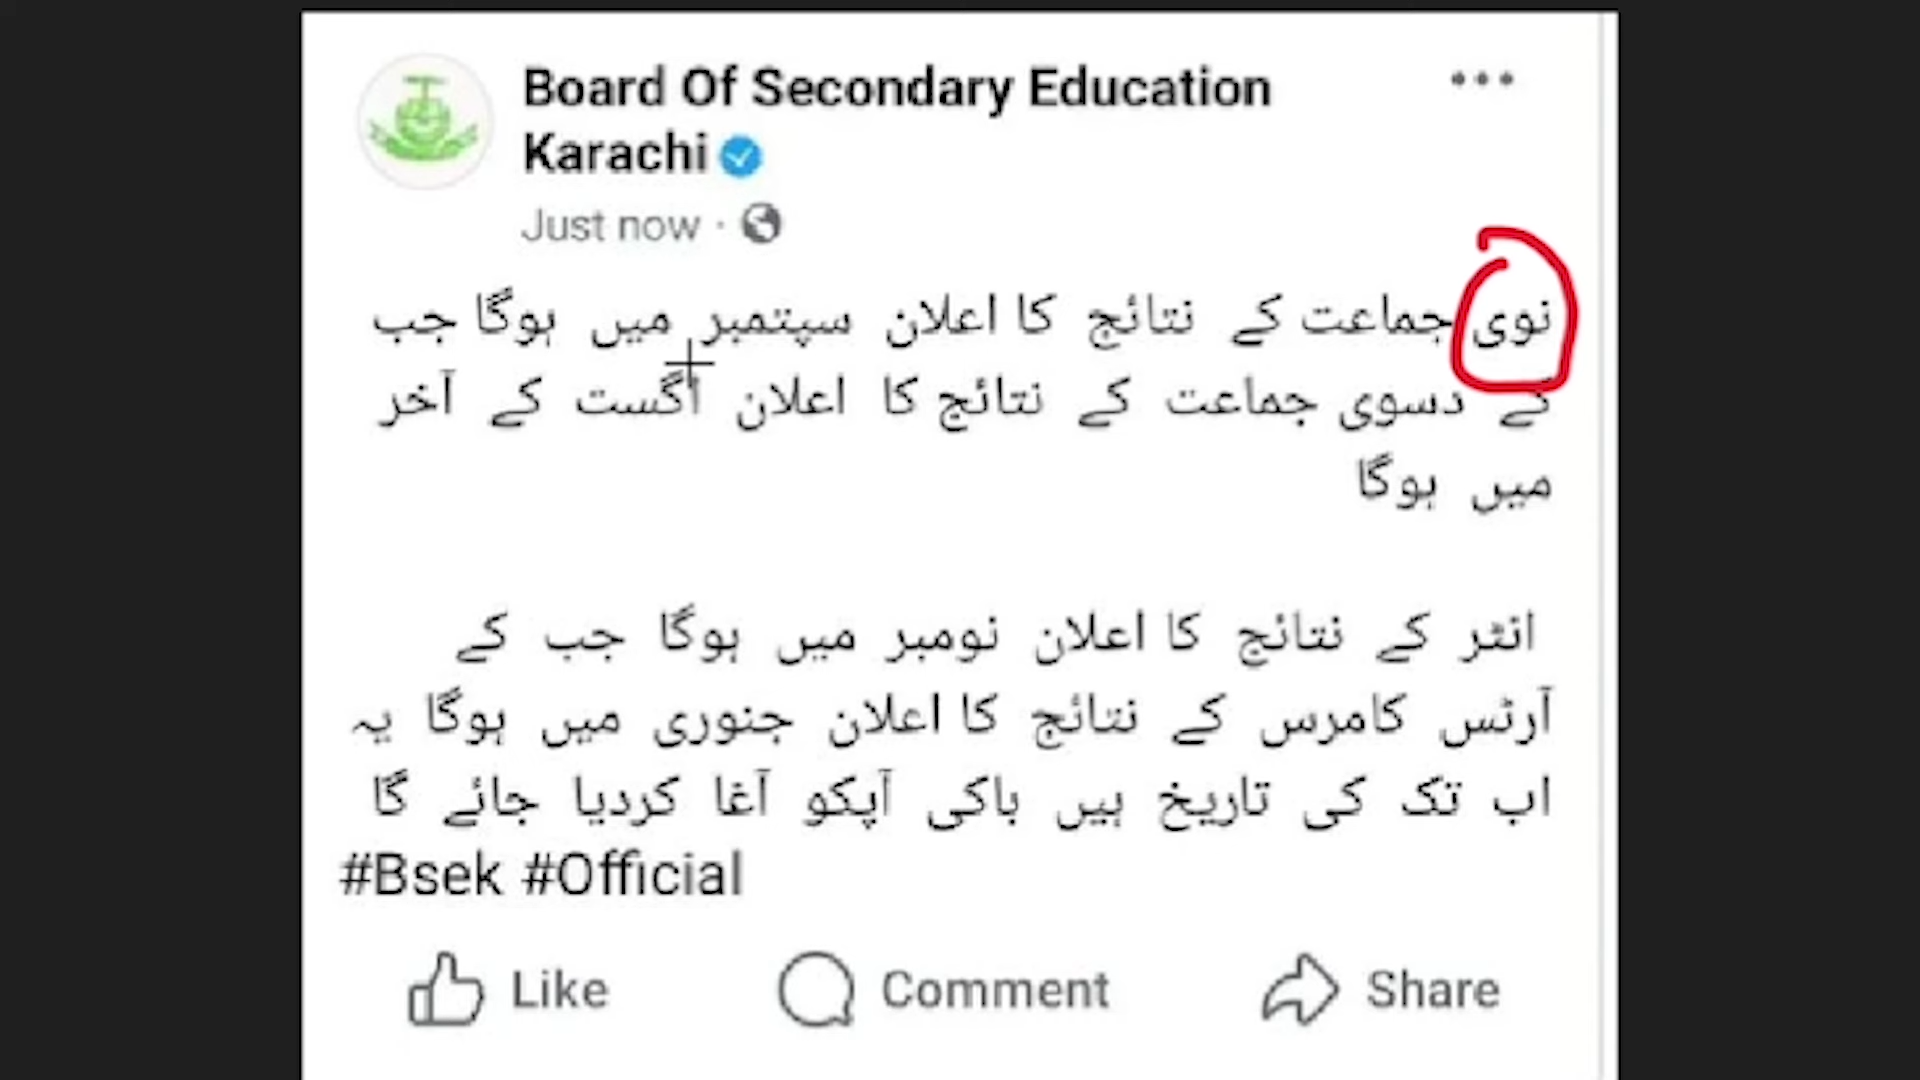 Board Of Secondary Education
Karachi
Just now ·
نوی جماعت کے نتائج کا اعلان سپتمبر میں ہوگا جب
کے دسوی جماعت کے نتائج کا اعلان اگست کے آخر
میں ہوگا
انٹر کے نتائج کا اعلان نومبر میں ہوگا جب کے
آرٹس کامرس کے نتائج کا اعلان جنوری میں ہوگا یہ
اب تک کی تاریخ ہیں باکی آپکو آغا کردیا جائے گا
#Bsek #Official
Like Comment Share